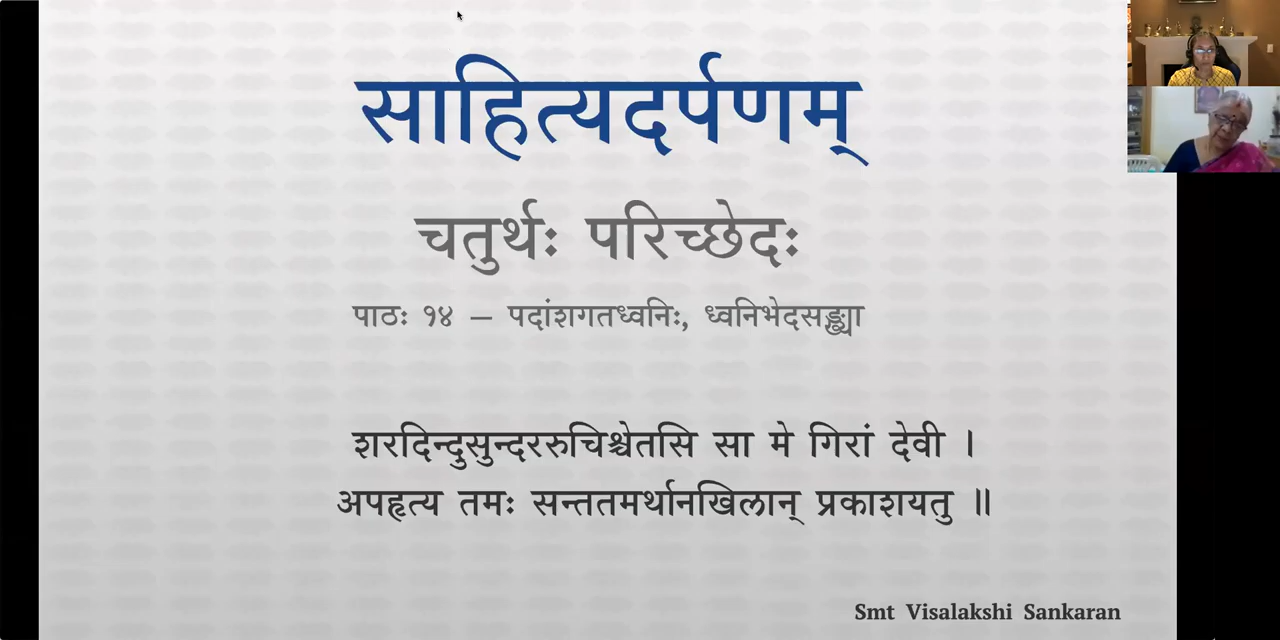 साहित्यदर्पणम्
चतुर्थः परिच्छेदः
पाठः १४ – पदांशगतध्वनिः, ध्वनिभेदसङ्ख्या
शरदिन्दुसुन्दररुचिश्चेतसि सा मे गिरां देवी ।
अपहृत्य तमः सन्ततमर्थानखिलान् प्रकाशयतु ॥
Smt Visalakshi Sankaran